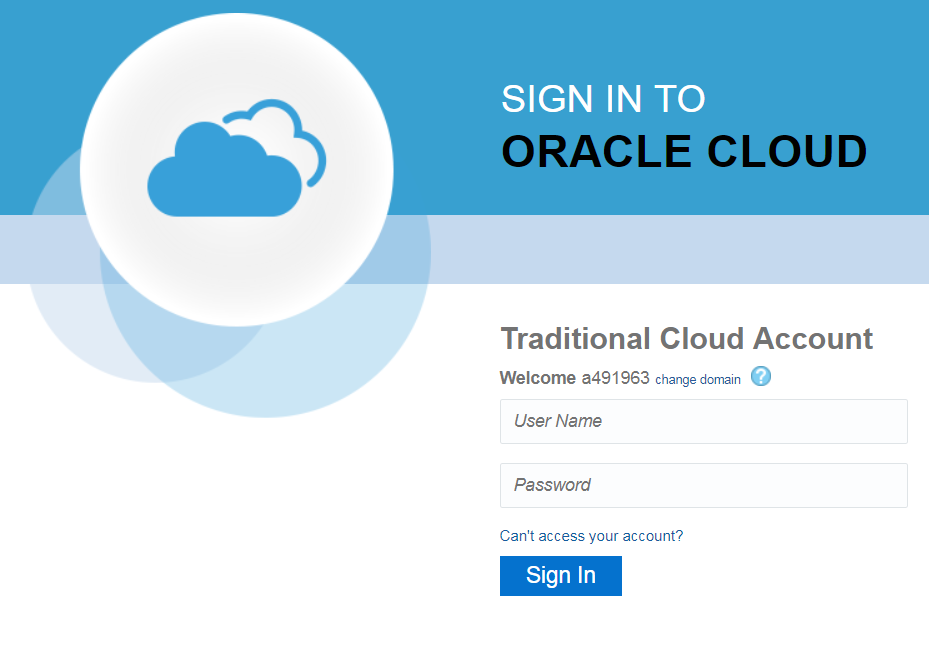 SIGN IN TO
ORACLE CLOUD
Traditional Cloud Account
Welcome a491963 change domain ?
User Name
Password
Can't access your account?
Sign In